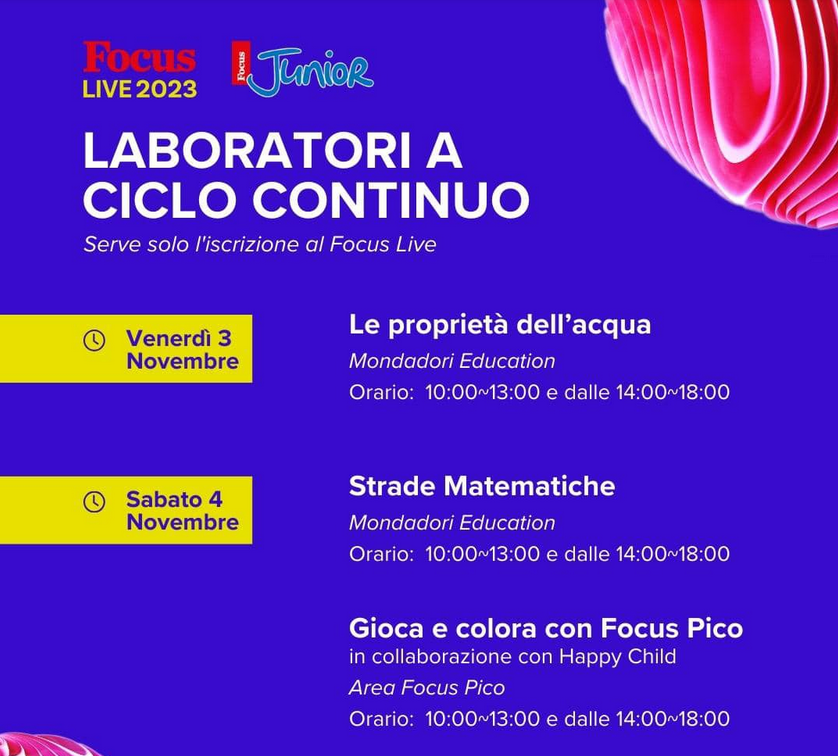 Focus
LIVE 2023
Focus
Junior
LABORATORI A
CICLO CONTINUO
Serve solo l'iscrizione al Focus Live
Venerdì 3
Novembre
Le proprietà dell’acqua
Mondadori Education
Orario:  10:00~13:00 e dalle 14:00~18:00
Sabato 4
Novembre
Strade Matematiche
Mondadori Education
Orario:  10:00~13:00 e dalle 14:00~18:00
Gioca e colora con Focus Pico
in collaborazione con Happy Child
Area Focus Pico
Orario:  10:00~13:00 e dalle 14:00~18:00